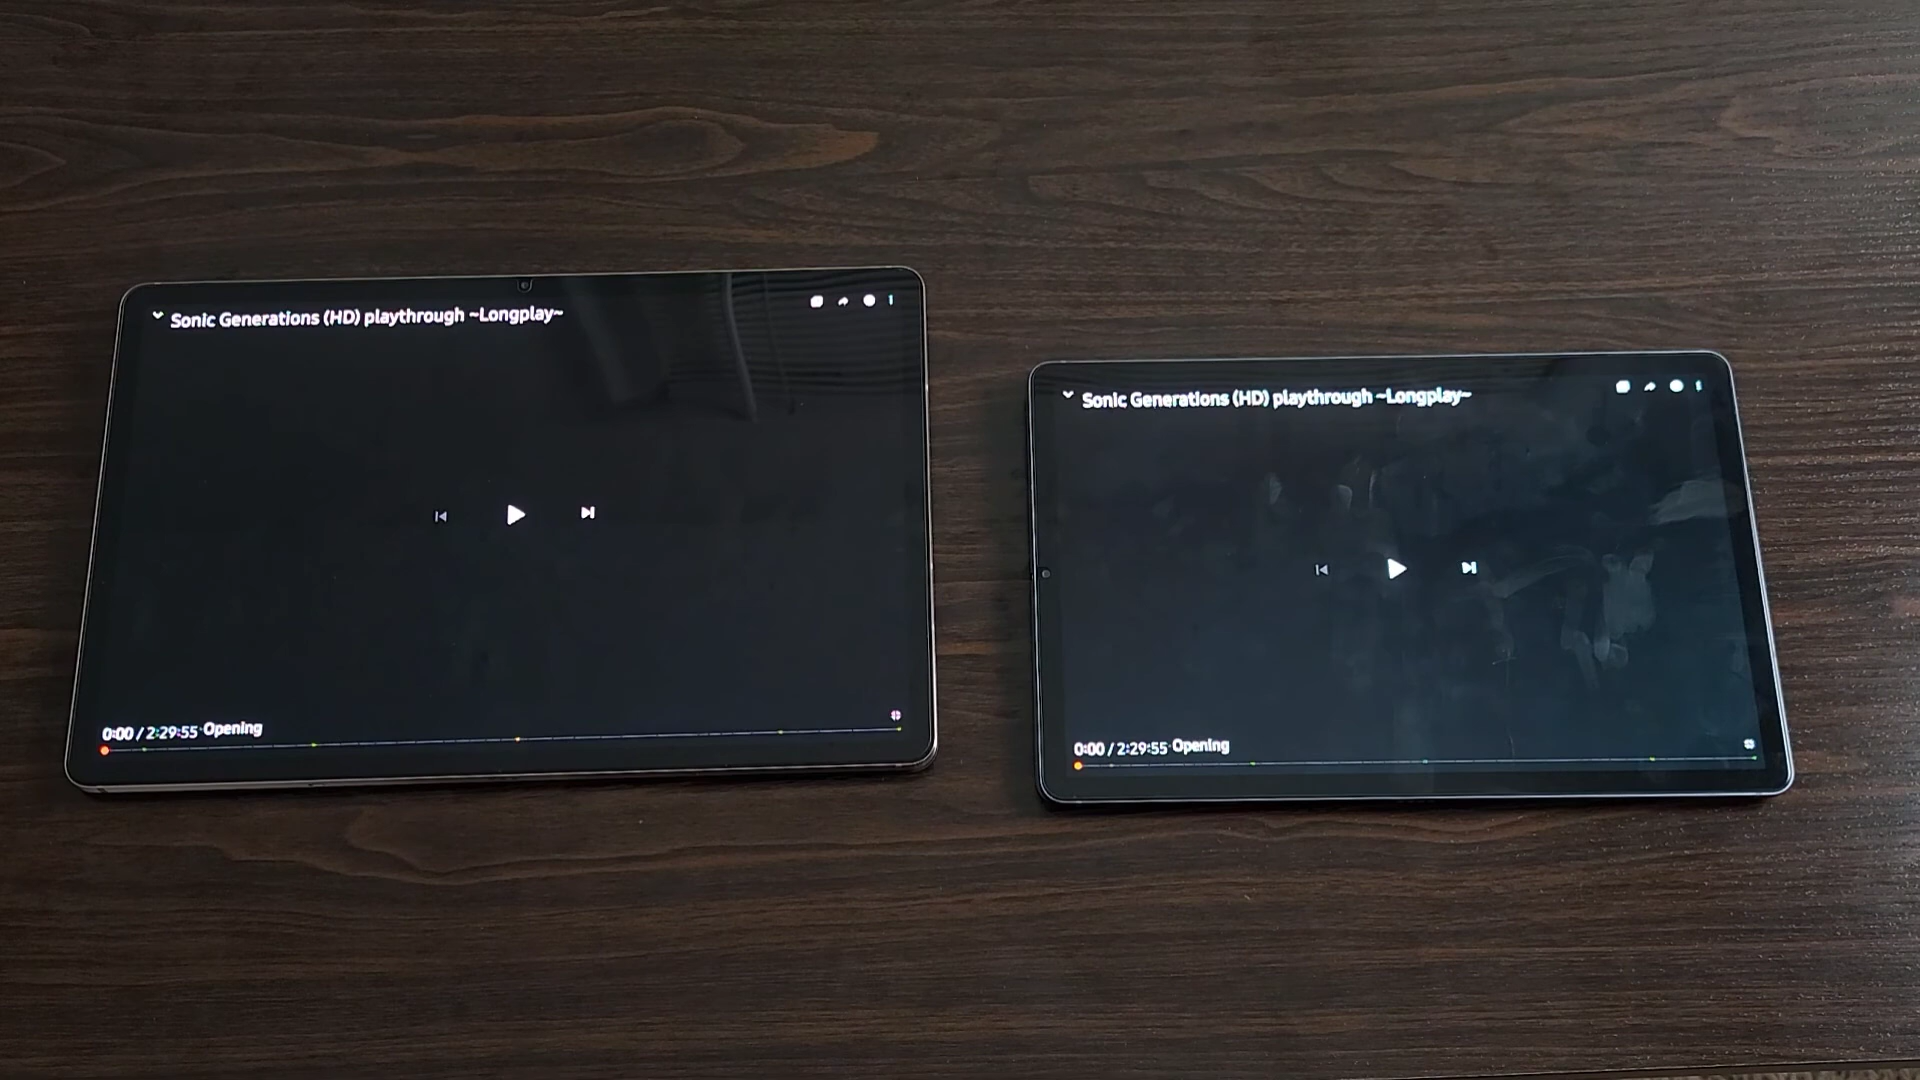 Sonic Generations (HD) playthrough ~Longplay~
0:00 / 2:29:55 · Opening
Sonic Generations (HD) playthrough ~Longplay~
0:00 / 2:29:55 · Opening